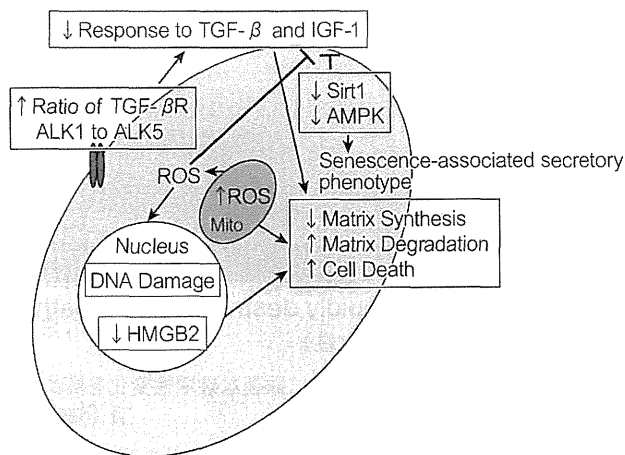 ↓ Response to TGF-β and IGF-1
↑ Ratio of TGF-βR
ALK1 to ALK5
↓ Sirt1
↓ AMPK
Senescence-associated secretory
phenotype
ROS
↑ROS
Mito
↓ Matrix Synthesis
↑ Matrix Degradation
↑ Cell Death
Nucleus
DNA Damage
↓ HMGB2